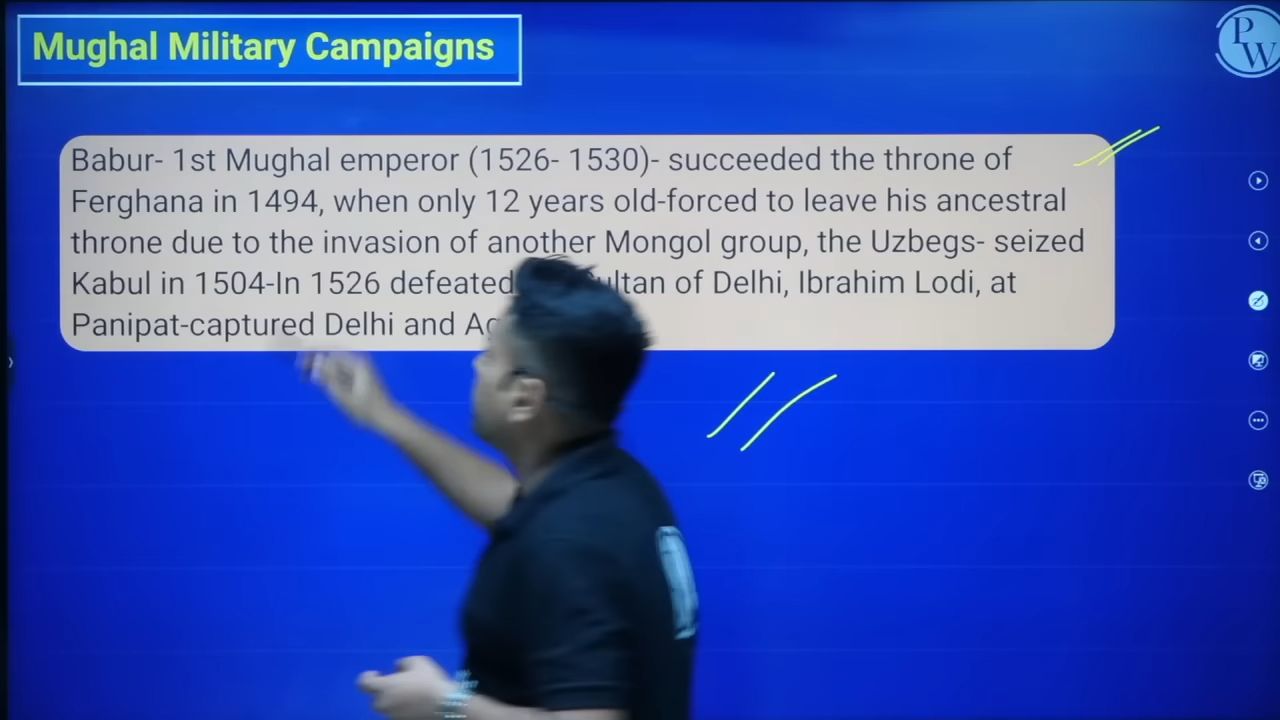 Mughal Military Campaigns
P
W
Babur- 1st Mughal emperor (1526- 1530)- succeeded the throne of
Ferghana in 1494, when only 12 years old-forced to leave his ancestral
throne due to the invasion of another Mongol group, the Uzbegs- seized
Kabul in 1504-In 1526 defeated of Delhi, Ibrahim Lodi, at
Panipat-captured Delhi and